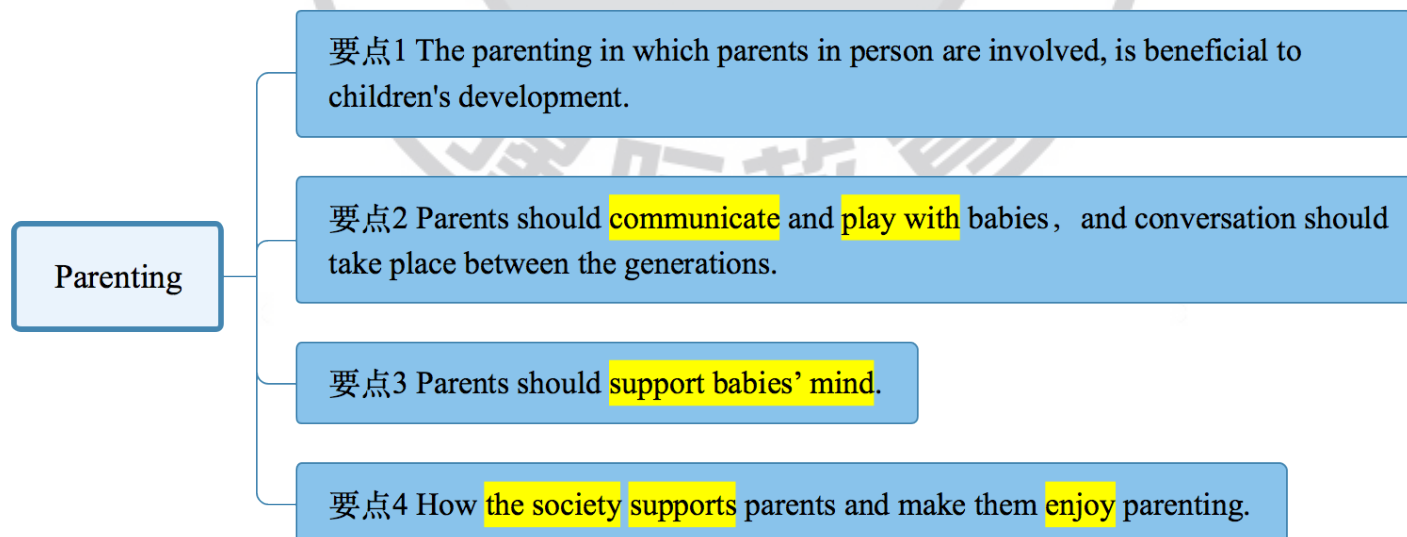 要点1 The parenting in which parents in person are involved, is beneficial to
children's development.
要点2 Parents should communicate and play with babies，and conversation should
take place between the generations.
Parenting
要点3 Parents should support babies’ mind.
要点4 How the society supports parents and make them enjoy parenting.